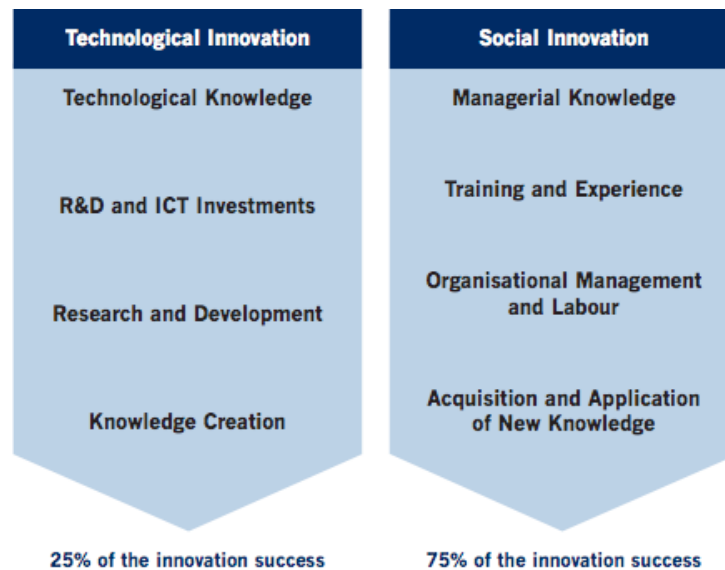 Technological Innovation
Technological Knowledge
R&D and ICT Investments
Research and Development
Knowledge Creation
25% of the innovation success
Social Innovation
Managerial Knowledge
Training and Experience
Organisational Management
and Labour
Acquisition and Application
of New Knowledge
75% of the innovation success